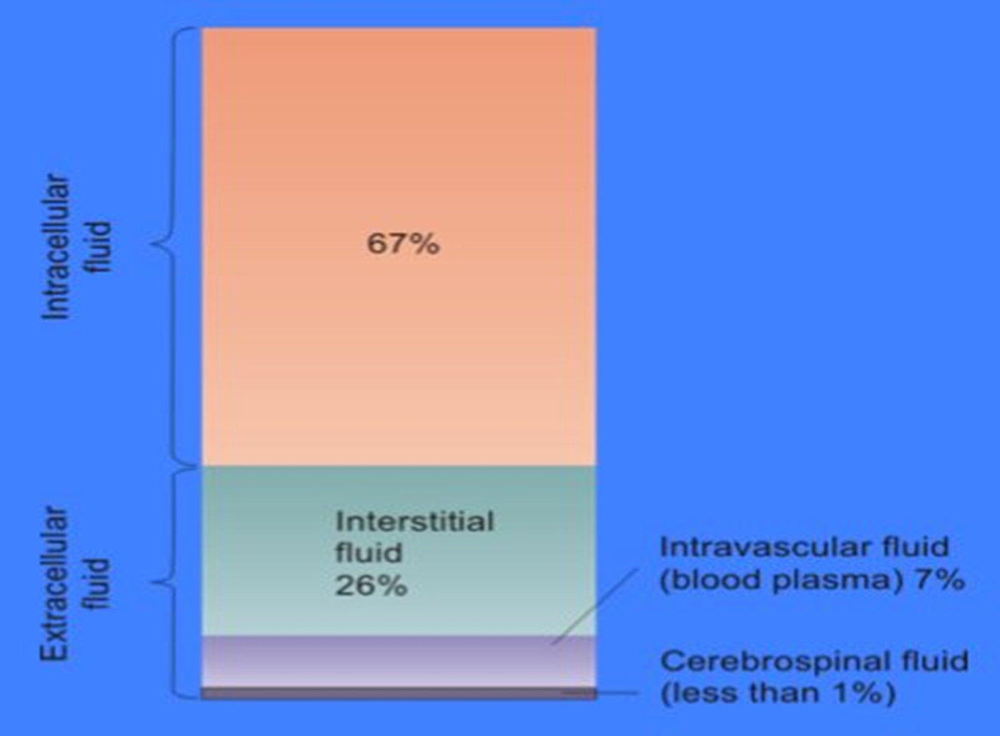 Intracellular
fluid
67%
Extracellular
fluid
Interstitial
fluid
26%
Intravascular fluid
(blood plasma) 7%
Cerebrospinal fluid
(less than 1%)